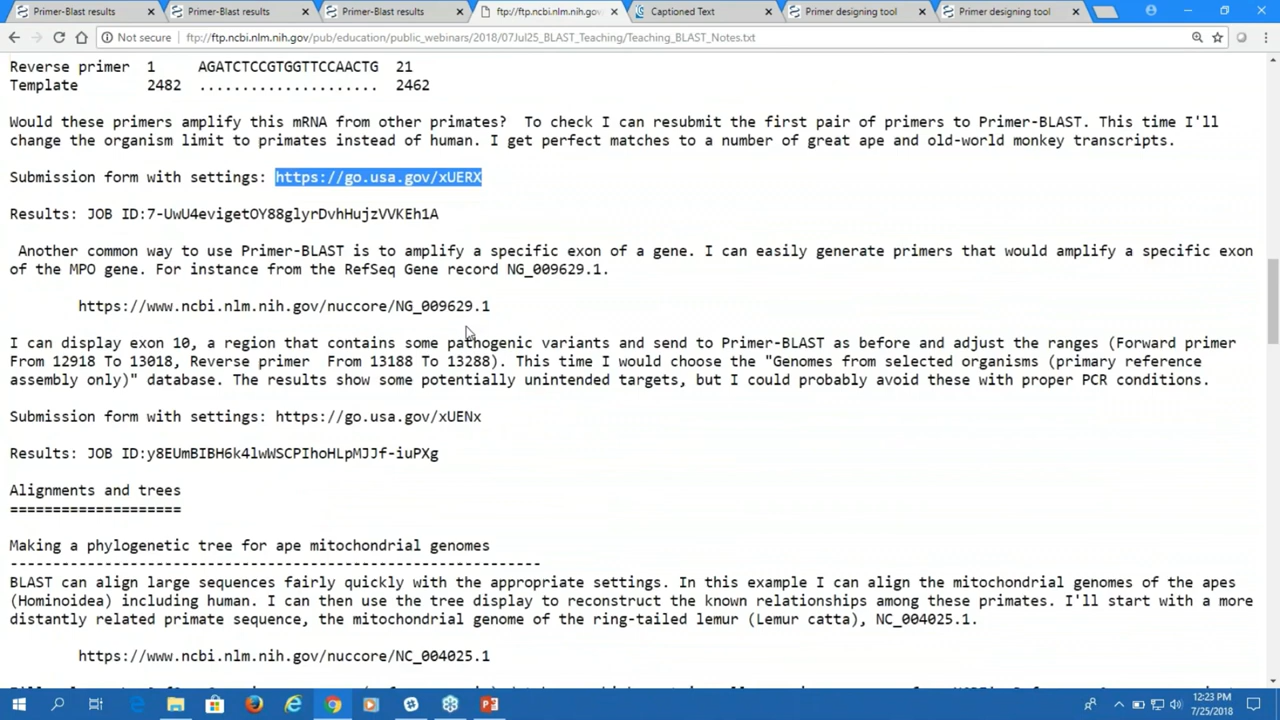 Primer-Blast results
Primer-Blast results
Primer-Blast results
ftp://ftp.ncbi.nlm.nih.gov
Captioned Text
Primer designing tool
Primer designing tool
Not secure
ftp://ftp.ncbi.nlm.nih.gov/pub/education/public_webinars/2018/07Jul25_BLAST_Teaching/Teaching_BLAST_Notes.txt
Reverse primer  1     AGATCTCCGTGGTTCCAACTG  21
Template        2482  .....................  2462
Would these primers amplify this mRNA from other primates?  To check I can resubmit the first pair of primers to Primer-BLAST. This time I'll
change the organism limit to primates instead of human. I get perfect matches to a number of great ape and old-world monkey transcripts.
Submission form with settings: https://go.usa.gov/xUERX
Results: JOB ID:7-UwU4evigetOY88glyrDvhHujzVVKEh1A
Another common way to use Primer-BLAST is to amplify a specific exon of a gene. I can easily generate primers that would amplify a specific exon
of the MPO gene. For instance from the RefSeq Gene record NG_009629.1.
https://www.ncbi.nlm.nih.gov/nuccore/NG_009629.1
I can display exon 10, a region that contains some pathogenic variants and send to Primer-BLAST as before and adjust the ranges (Forward primer
From 12918 To 13018, Reverse primer  From 13188 To 13288). This time I would choose the "Genomes from selected organisms (primary reference
assembly only)" database. The results show some potentially unintended targets, but I could probably avoid these with proper PCR conditions.
Submission form with settings: https://go.usa.gov/xUENx
Results: JOB ID:y8EUmBIBH6k4lwWSCPIhoHLpMJJf-iuPXg
Alignments and trees
====================
Making a phylogenetic tree for ape mitochondrial genomes
--------------------------------------------------------------
BLAST can align large sequences fairly quickly with the appropriate settings. In this example I can align the mitochondrial genomes of the apes
(Hominoidea) including human. I can then use the tree display to reconstruct the known relationships among these primates. I'll start with a more
distantly related primate sequence, the mitochondrial genome of the ring-tailed lemur (Lemur catta), NC_004025.1.
https://www.ncbi.nlm.nih.gov/nuccore/NC_004025.1
12:23 PM
7/25/2018